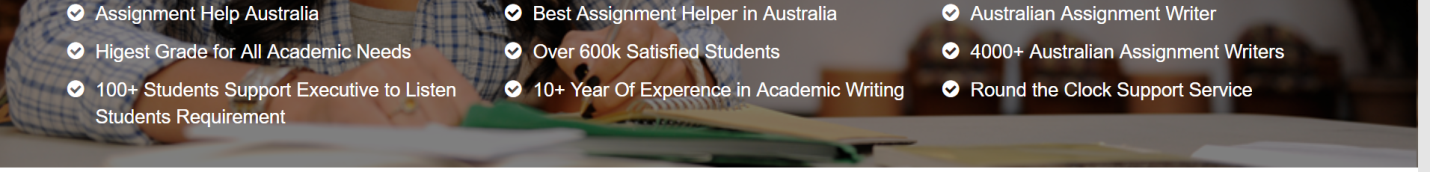 Assignment Help Australia
Best Assignment Helper in Australia
Australian Assignment Writer
Higest Grade for All Academic Needs
Over 600k Satisfied Students
4000+ Australian Assignment Writers
100+ Students Support Executive to Listen
Students Requirement
10+ Year Of Experence in Academic Writing
Round the Clock Support Service